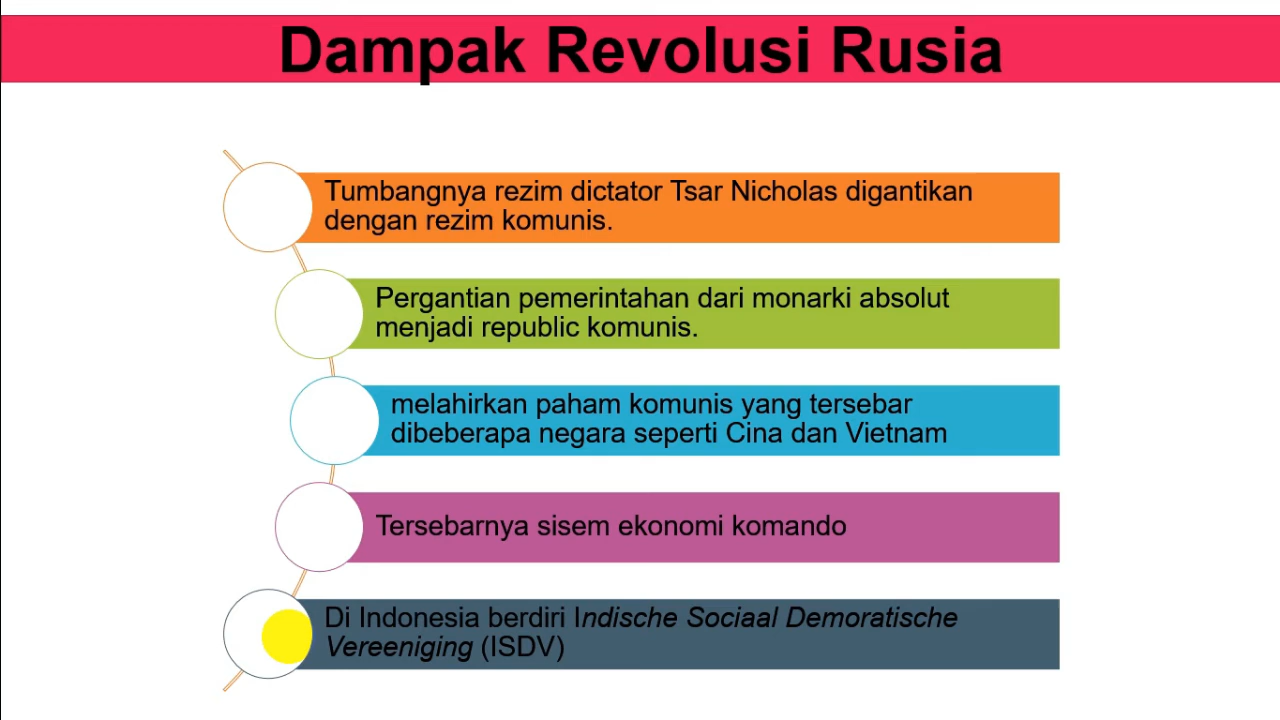 Dampak Revolusi Rusia
Tumbangnya rezim dictator Tsar Nicholas digantikan
dengan rezim komunis.
Pergantian pemerintahan dari monarki absolut
menjadi republic komunis.
melahirkan paham komunis yang tersebar
dibeberapa negara seperti Cina dan Vietnam
Tersebarnya sisem ekonomi komando
Di Indonesia berdiri Indische Sociaal Demoratische
Vereeniging (ISDV)